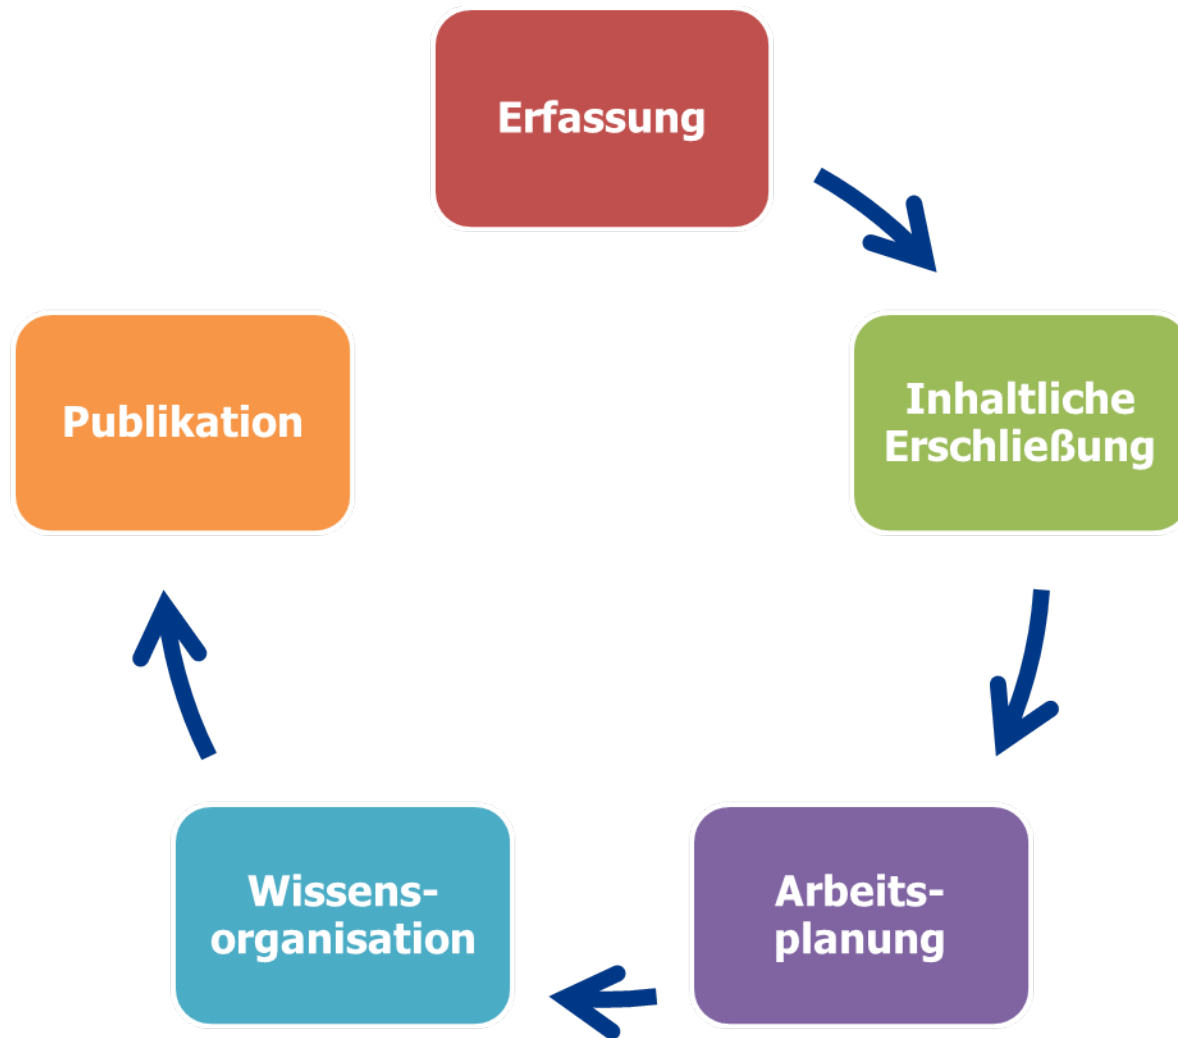 Erfassung
Inhaltliche
Erschließung
Arbeits-
planung
Wissens-
organisation
Publikation